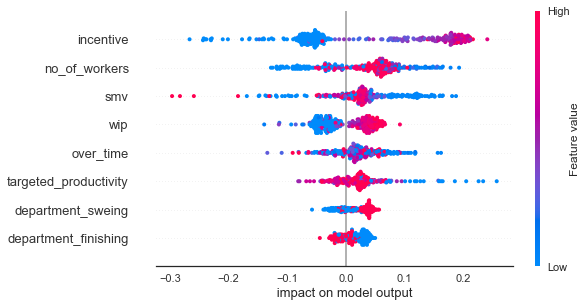 High
incentive
no_of_workers
smv
wip
over_time
targeted_productivity
department_sweing
department_finishing
Feature value
Low
−0.3 −0.2 −0.1 0.0 0.1 0.2
impact on model output